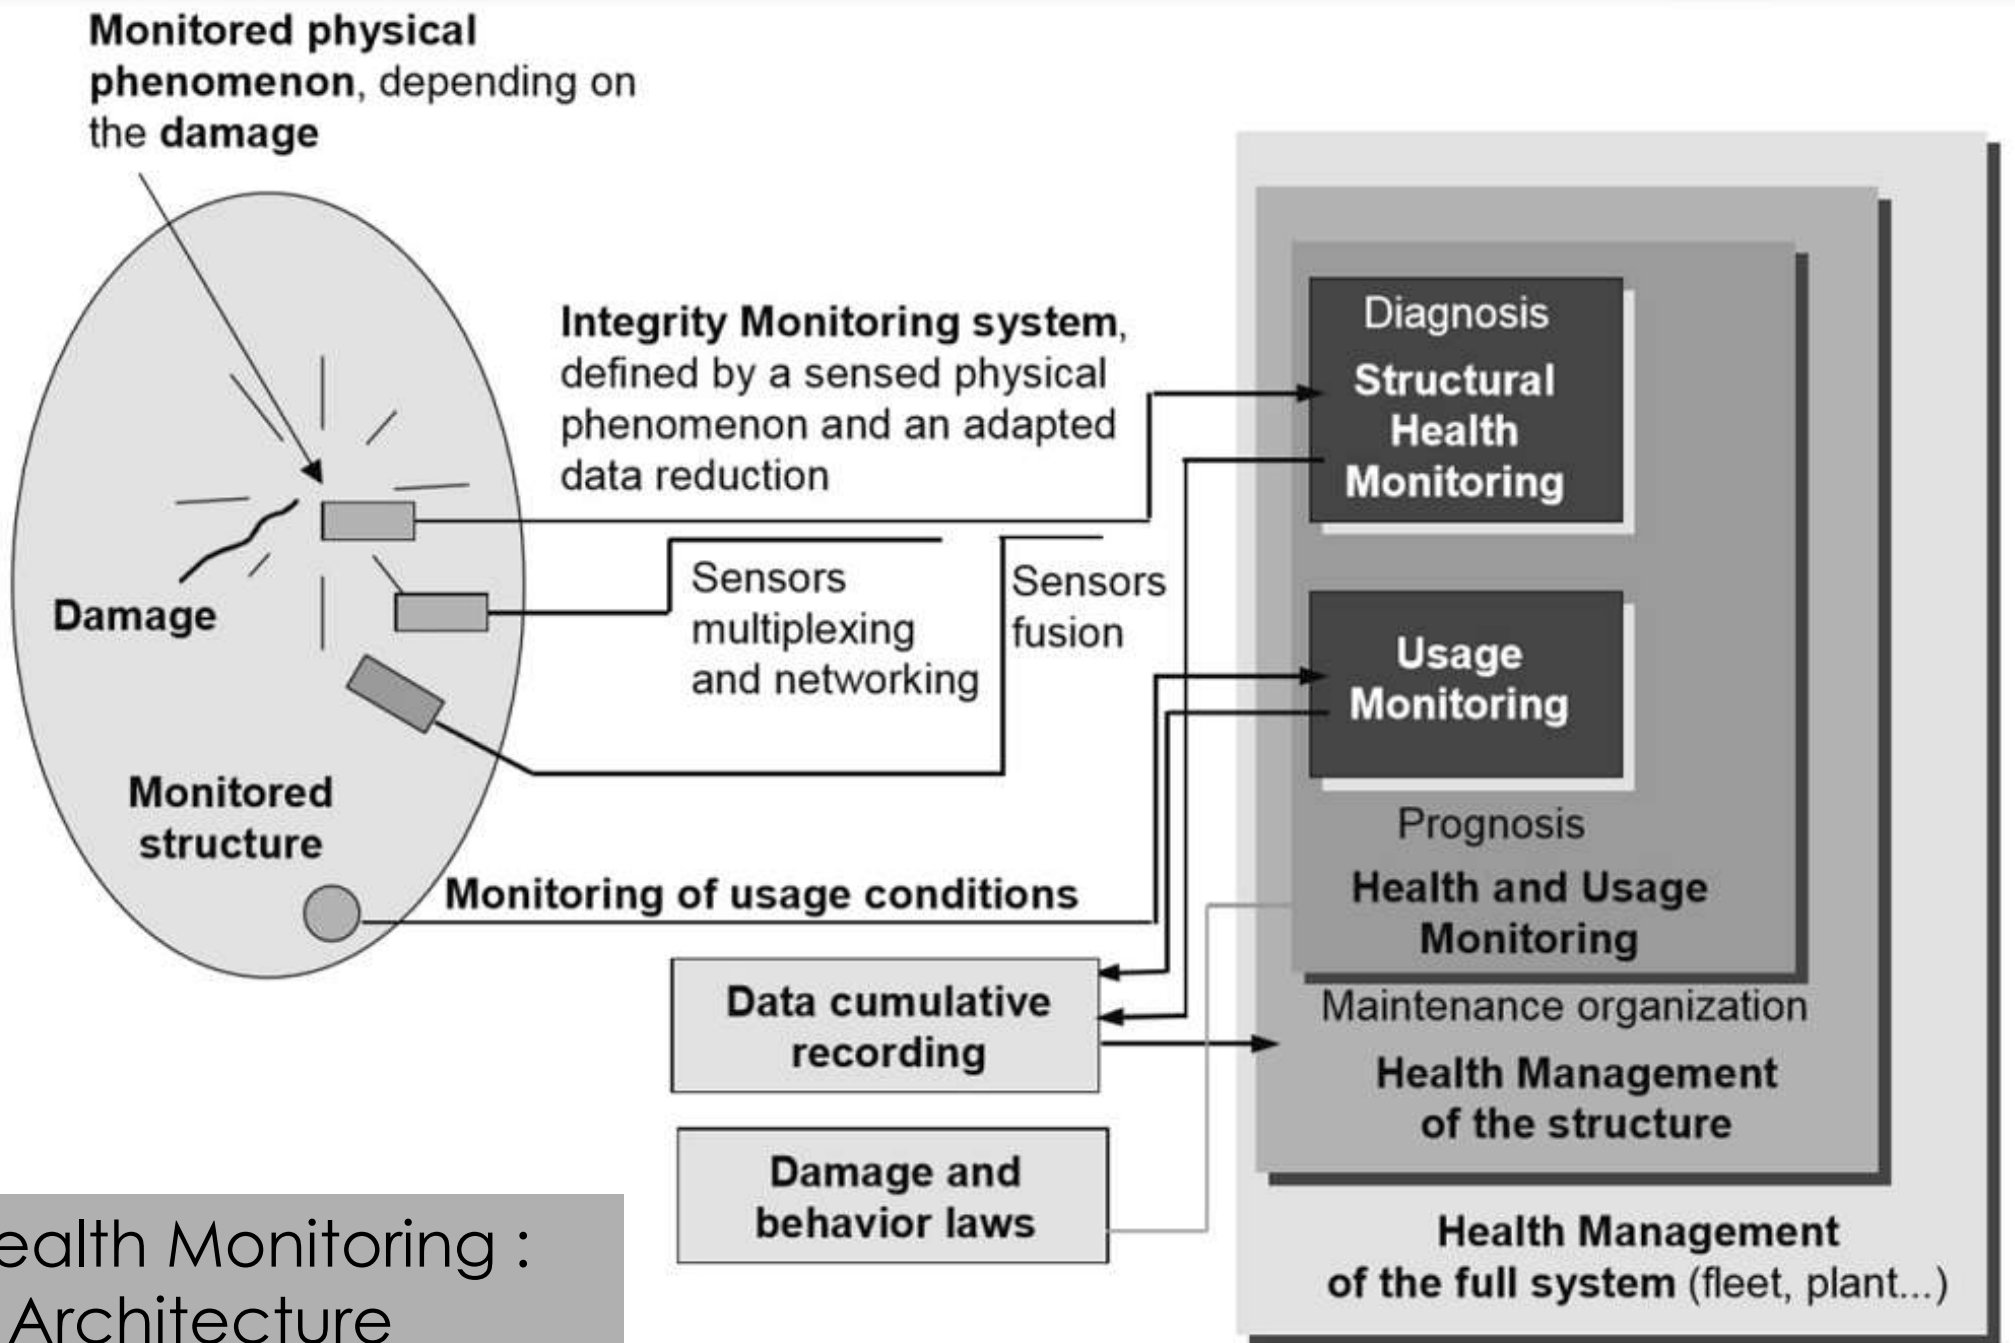 Monitored physical
phenomenon, depending on
the damage
Integrity Monitoring system,
defined by a sensed physical
phenomenon and an adapted
data reduction
Damage
Sensors
multiplexing
and networking
Sensors
fusion
Monitored
structure
Monitoring of usage conditions
Data cumulative
recording
Damage and
behavior laws
Diagnosis
Structural
Health
Monitoring
Usage
Monitoring
Prognosis
Health and Usage
Monitoring
Maintenance organization
Health Management
of the structure
Health Management
of the full system (fleet, plant...)
ealth Monitoring :
Architecture